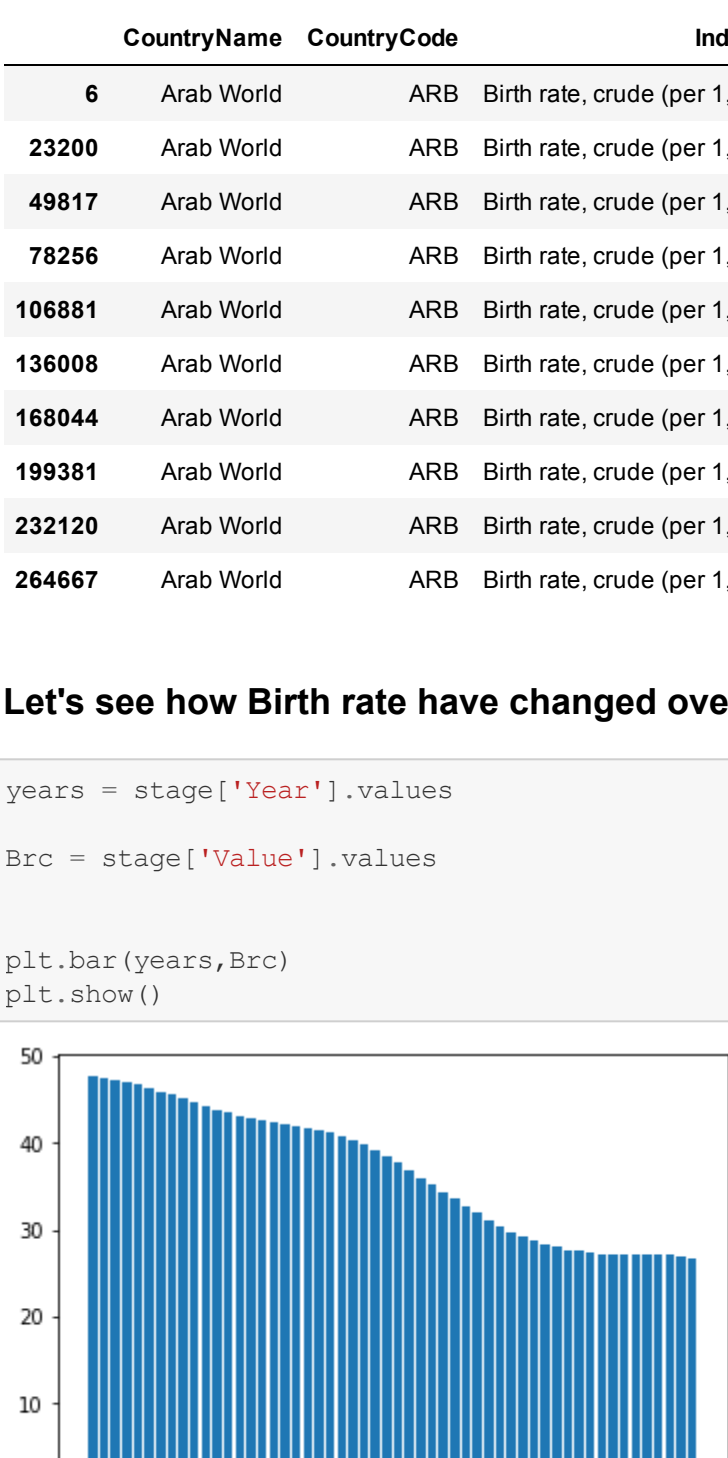 CountryName CountryCode Ind
6 Arab World ARB Birth rate, crude (per 1,
23200 Arab World ARB Birth rate, crude (per 1,
49817 Arab World ARB Birth rate, crude (per 1,
78256 Arab World ARB Birth rate, crude (per 1,
106881 Arab World ARB Birth rate, crude (per 1,
136008 Arab World ARB Birth rate, crude (per 1,
168044 Arab World ARB Birth rate, crude (per 1,
199381 Arab World ARB Birth rate, crude (per 1,
232120 Arab World ARB Birth rate, crude (per 1,
264667 Arab World ARB Birth rate, crude (per 1,
Let's see how Birth rate have changed ove
years = stage['Year'].values
Brc = stage['Value'].values
plt.bar(years,Brc)
plt.show()
50
40
30
20
10